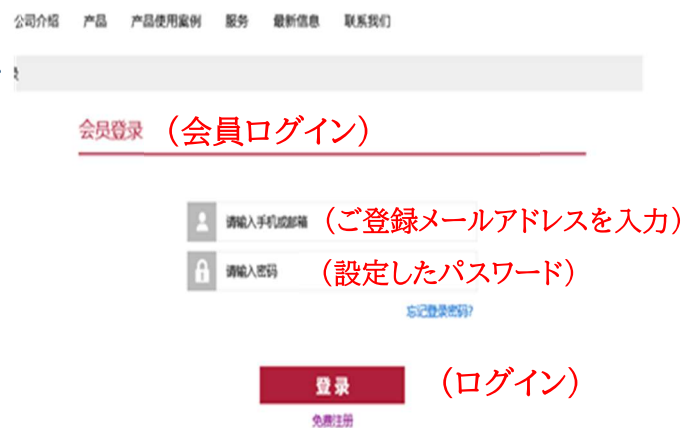 公司介绍 产品 产品使用案例 服务 最新信息 联系我们
会员登录 （会員ログイン）
请输入手机或邮箱 （ご登録メールアドレスを入力）
请输入密码 （設定したパスワード）
忘记登录密码?
登录 （ログイン）
免费注册